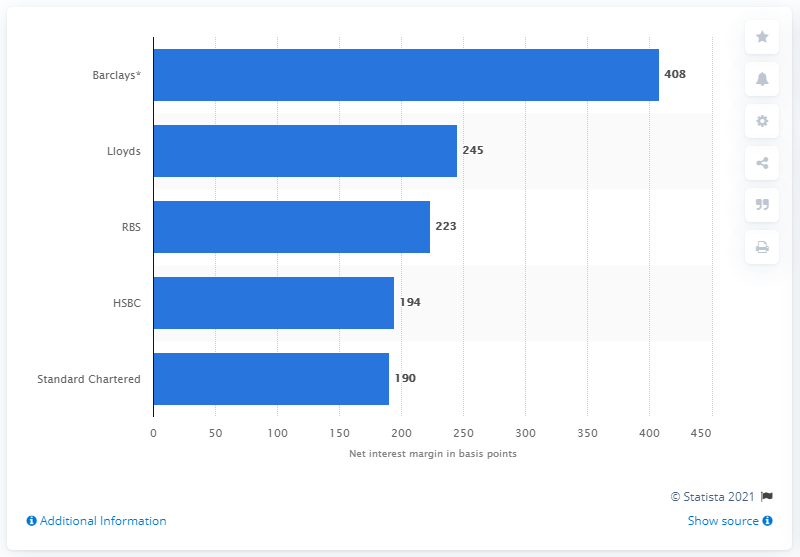 Barclays* 408
Lloyds 245
RBS 223
HSBC 194
Standard Chartered 190
0 50 100 150 200 250 300 350 400 450
Net interest margin in basis points
© Statista 2021
Additional Information Show source